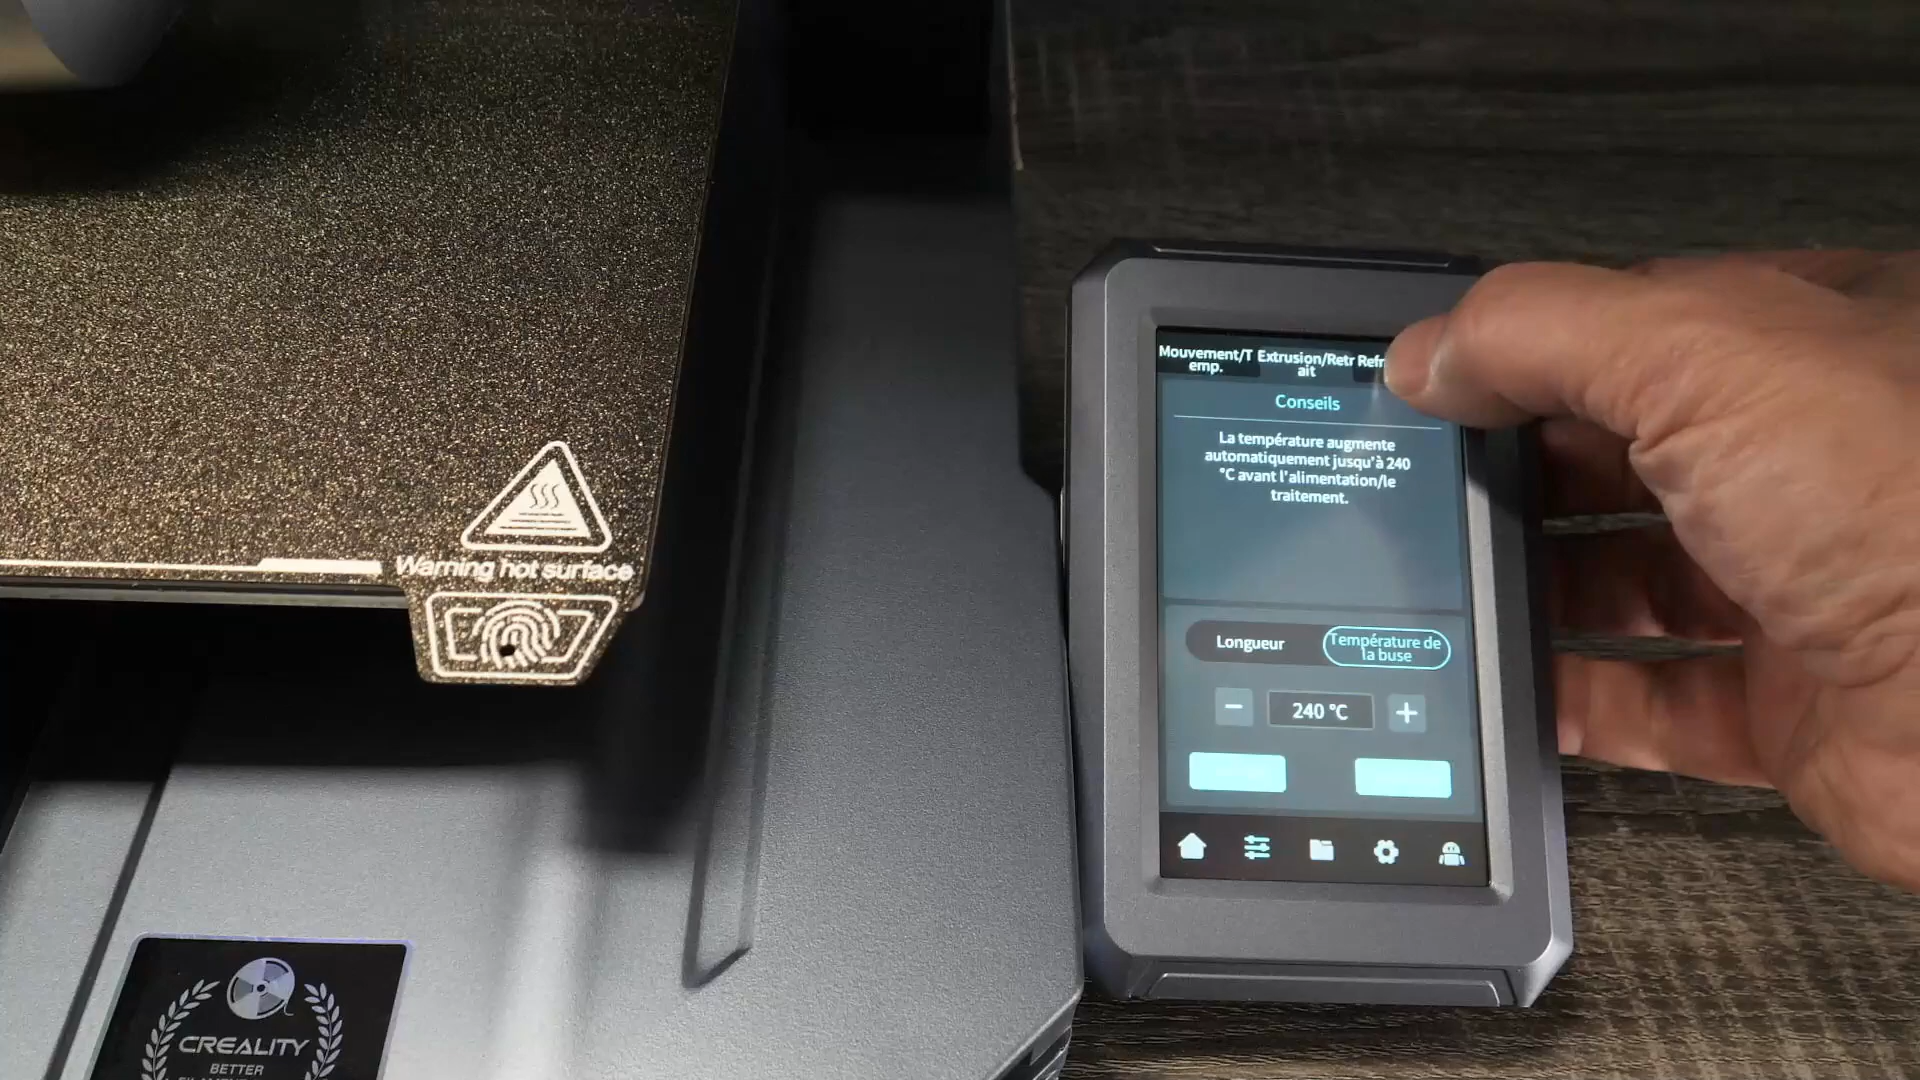 Warning hot surface
CREALITY
BETTER
Mouvement/T
emp.
Extrusion/Retr
ait
Conseils
La température augmente
automatiquement jusqu'à 240
°C avant l'alimentation/le
traitement.
Longueur
Température de
la buse
−
240 °C
+